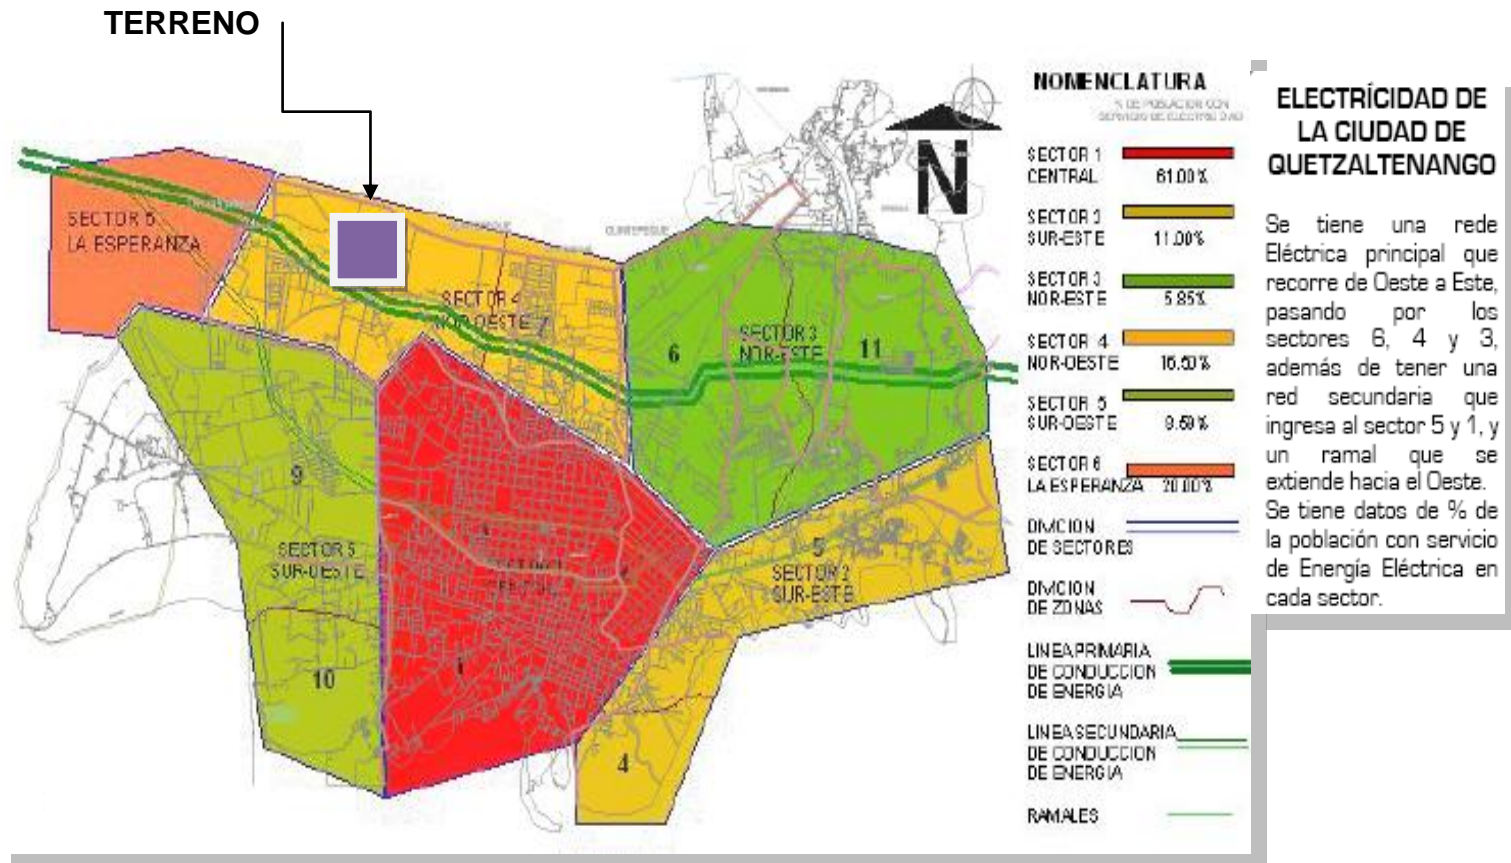 TERRENO
SECTOR 6
LA ESPERANZA
SECTOR 4
NOR-OESTE 7
6
SECTOR 3
NOR-ESTE
11
9
SECTOR 5
SUR-OESTE
10
1
5
SECTOR 2
SUR-ESTE
4
N
NOMENCLATURA
% DE POBLACION CON
SERVICIO DE ELECTRICIDAD
SECTOR 1
CENTRAL
61.00%
SECTOR 2
SUR-ESTE
11.00%
SECTOR 3
NOR-ESTE
5.95%
SECTOR 4
NOR-OESTE
16.50%
SECTOR 5
SUR-OESTE
SECTOR 6
LA ESPERANZA
20.00%
DIVICION
DE SECTORES
DIVICION
DE ZONAS
LINEA PRIMARIA
DE CONDUCCION
DE ENERGIA
LINEA SECUNDARIA
DE CONDUCCION
DE ENERGIA
RAMALES
ELECTRÍCIDAD DE
LA CIUDAD DE
QUETZALTENANGO
Se tiene una rede
Eléctrica principal que
recorre de Oeste a Este,
pasando por los
sectores 6, 4 y 3,
además de tener una
red secundaria que
ingresa al sector 5 y 1, y
un ramal que se
extiende hacia el Oeste.
Se tiene datos de % de
la población con servicio
de Energía Eléctrica en
cada sector.